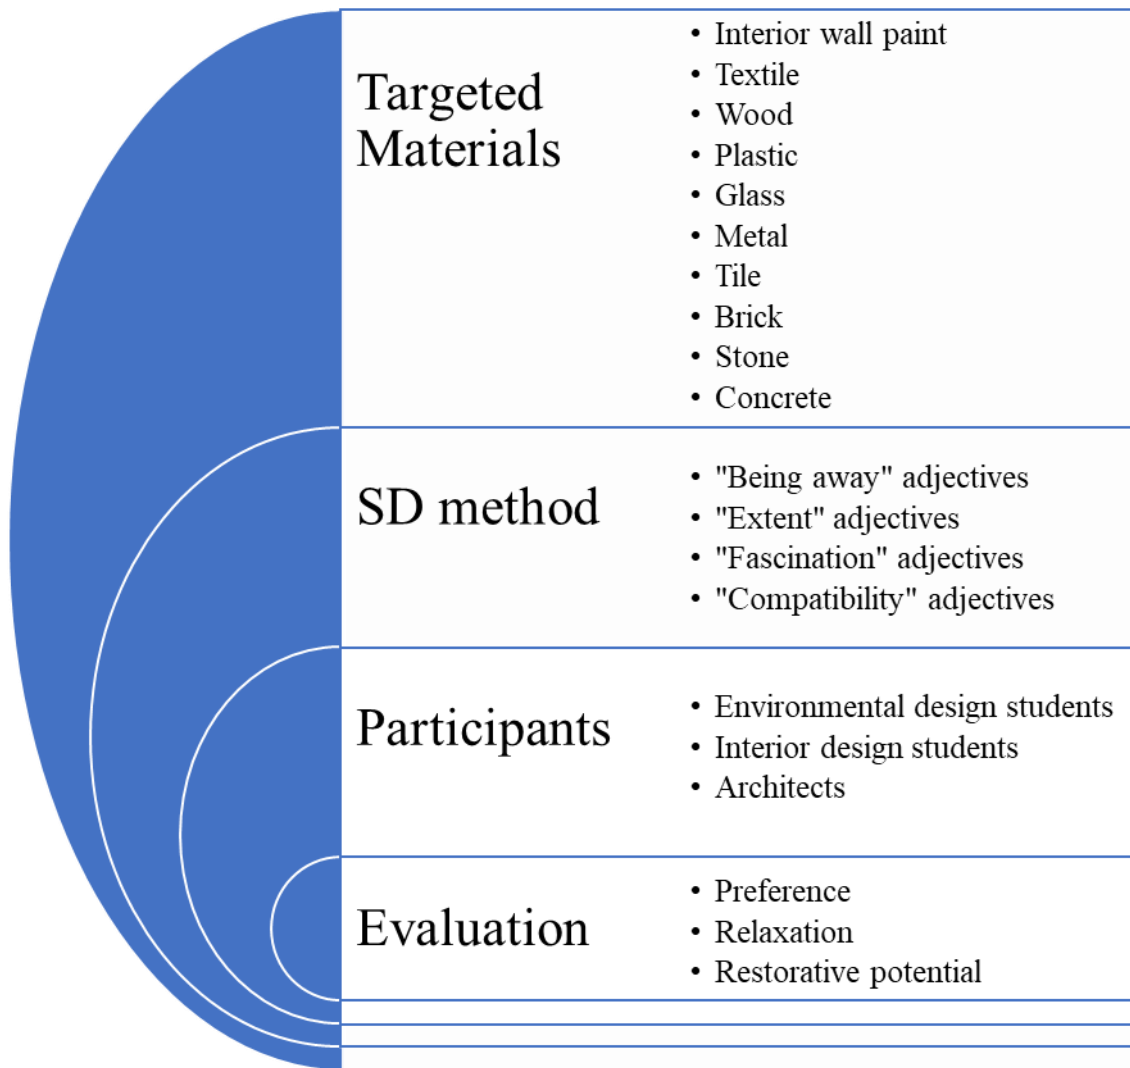 Targeted
Materials
• Interior wall paint
• Textile
• Wood
• Plastic
• Glass
• Metal
• Tile
• Brick
• Stone
• Concrete
SD method
• "Being away" adjectives
• "Extent" adjectives
• "Fascination" adjectives
• "Compatibility" adjectives
Participants
• Environmental design students
• Interior design students
• Architects
Evaluation
• Preference
• Relaxation
• Restorative potential